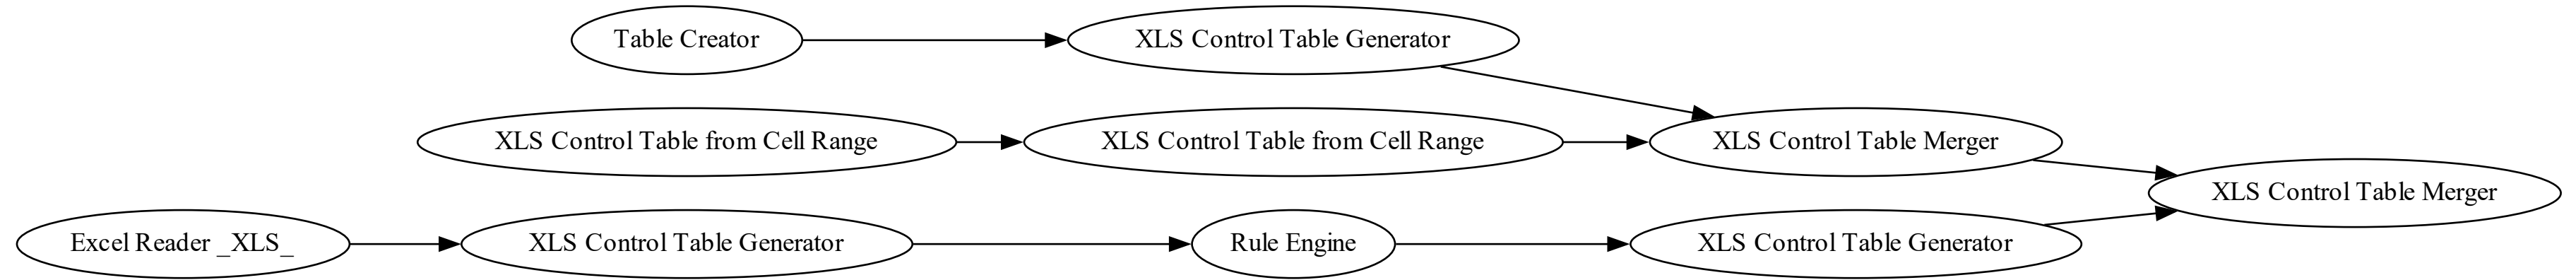 Table Creator
XLS Control Table Generator
XLS Control Table from Cell Range
XLS Control Table from Cell Range
XLS Control Table Merger
XLS Control Table Merger
Excel Reader _XLS_
XLS Control Table Generator
Rule Engine
XLS Control Table Generator